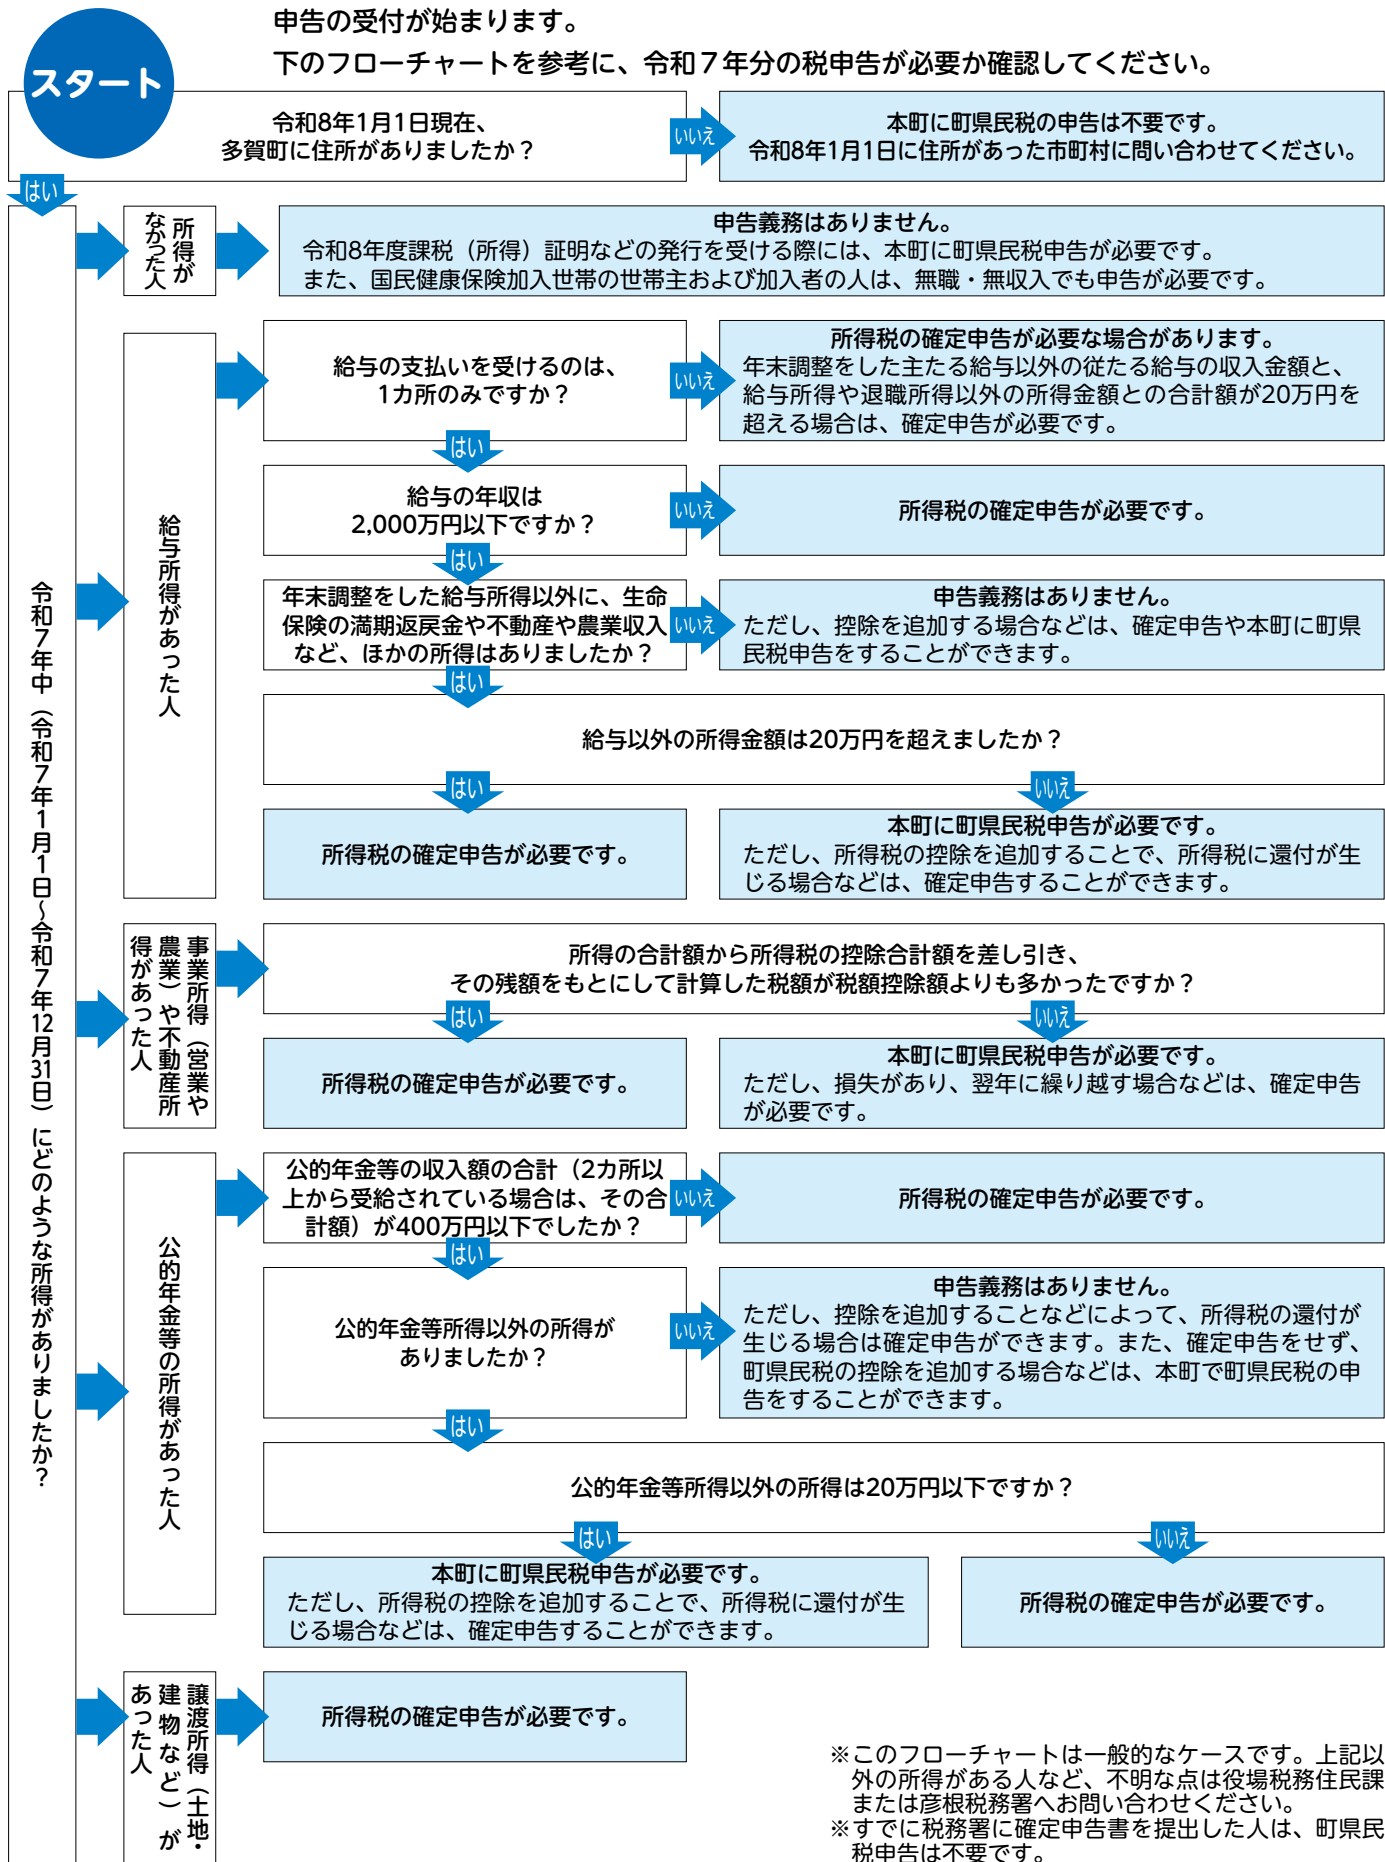 スタート
申告の受付が始まります。
下のフローチャートを参考に、令和７年分の税申告が必要か確認してください。
令和8年1月1日現在、
多賀町に住所がありましたか？
いいえ
本町に町県民税の申告は不要です。
令和8年1月1日に住所があった市町村に問い合わせてください。
はい
令和７年中（令和７年１月１日～令和７年12月31日）にどのような所得がありましたか？
所得が
なかった人
申告義務はありません。
令和8年度課税（所得）証明などの発行を受ける際には、本町に町県民税申告が必要です。
また、国民健康保険加入世帯の世帯主および加入者の人は、無職・無収入でも申告が必要です。
給与所得があった人
給与の支払いを受けるのは、
1カ所のみですか？
いいえ
所得税の確定申告が必要な場合があります。
年末調整をした主たる給与以外の従たる給与の収入金額と、
給与所得や退職所得以外の所得金額との合計額が20万円を
超える場合は、確定申告が必要です。
はい
給与の年収は
2,000万円以下ですか？
いいえ
所得税の確定申告が必要です。
はい
年末調整をした給与所得以外に、生命
保険の満期返戻金や不動産や農業収入
など、ほかの所得はありましたか？
いいえ
申告義務はありません。
ただし、控除を追加する場合などは、確定申告や本町に町県
民税申告をすることができます。
はい
給与以外の所得金額は20万円を超えましたか？
はい
いいえ
所得税の確定申告が必要です。
本町に町県民税申告が必要です。
ただし、所得税の控除を追加することで、所得税に還付が生
じる場合などは、確定申告することができます。
事業所得（営業や
農業）や不動産所
得があった人
所得の合計額から所得税の控除合計額を差し引き、
その残額をもとにして計算した税額が税額控除額よりも多かったですか？
はい
いいえ
所得税の確定申告が必要です。
本町に町県民税申告が必要です。
ただし、損失があり、翌年に繰り越す場合などは、確定申告
が必要です。
公的年金等の所得があった人
公的年金等の収入額の合計（2カ所以
上から受給されている場合は、その合
計額）が400万円以下でしたか？
いいえ
所得税の確定申告が必要です。
はい
公的年金等所得以外の所得が
ありましたか？
いいえ
申告義務はありません。
ただし、控除を追加することなどによって、所得税の還付が
生じる場合は確定申告ができます。また、確定申告をせず、
町県民税の控除を追加する場合などは、本町で町県民税の申
告をすることができます。
はい
公的年金等所得以外の所得は20万円以下ですか？
はい
いいえ
本町に町県民税申告が必要です。
ただし、所得税の控除を追加することで、所得税に還付が生
じる場合などは、確定申告することができます。
所得税の確定申告が必要です。
譲渡所得（土地・
建物など）が
あった人
所得税の確定申告が必要です。
※このフローチャートは一般的なケースです。上記以
外の所得がある人など、不明な点は役場税務住民課
または彦根税務署へお問い合わせください。
※すでに税務署に確定申告書を提出した人は、町県民
税申告は不要です。